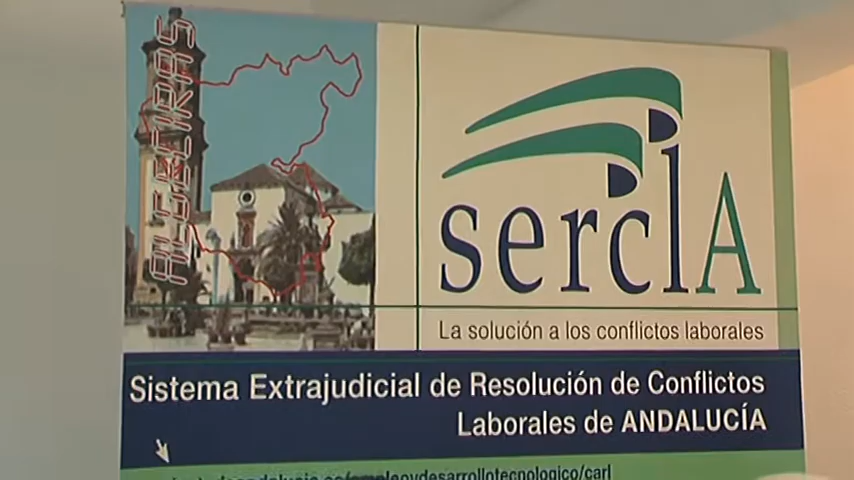 ALGECIRAS
sercla
La solución a los conflictos laborales
Sistema Extrajudicial de Resolución de Conflictos
Laborales de ANDALUCÍA